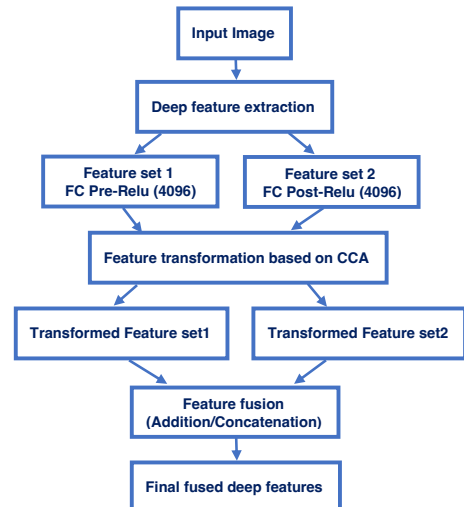 Input Image
Deep feature extraction
Feature set 1
FC Pre-Relu (4096)
Feature set 2
FC Post-Relu (4096)
Feature transformation based on CCA
Transformed Feature set1
Transformed Feature set2
Feature fusion
(Addition/Concatenation)
Final fused deep features